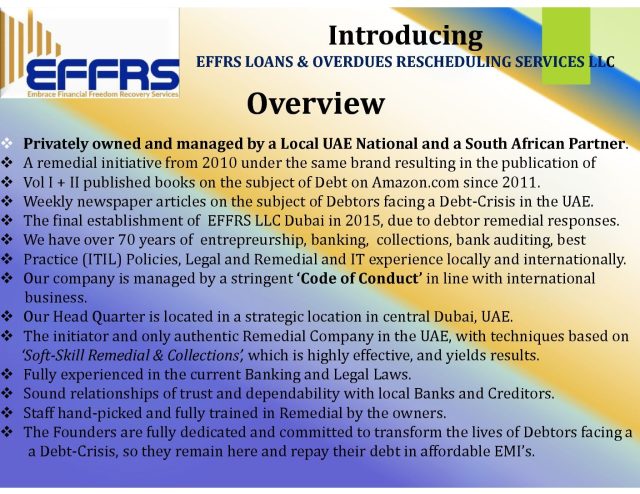 EFFRS
Embrace Financial Freedom Recovery Services
Introducing
EFFRS LOANS & OVERDUES RESCHEDULING SERVICES LLC
Overview
❖ Privately owned and managed by a Local UAE National and a South African Partner.
❖ A remedial initiative from 2010 under the same brand resulting in the publication of
❖ Vol I + II published books on the subject of Debt on Amazon.com since 2011.
❖ Weekly newspaper articles on the subject of Debtors facing a Debt-Crisis in the UAE.
❖ The final establishment of EFFRS LLC Dubai in 2015, due to debtor remedial responses.
❖ We have over 70 years of entrepreurship, banking, collections, bank auditing, best
❖ Practice (ITIL) Policies, Legal and Remedial and IT experience locally and internationally.
❖ Our company is managed by a stringent ‘Code of Conduct’ in line with international
business.
❖ Our Head Quarter is located in a strategic location in central Dubai, UAE.
❖ The initiator and only authentic Remedial Company in the UAE, with techniques based on
‘Soft-Skill Remedial & Collections’, which is highly effective, and yields results.
❖ Fully experienced in the current Banking and Legal Laws.
❖ Sound relationships of trust and dependability with local Banks and Creditors.
❖ Staff hand-picked and fully trained in Remedial by the owners.
❖ The Founders are fully dedicated and committed to transform the lives of Debtors facing a
a Debt-Crisis, so they remain here and repay their debt in affordable EMI’s.